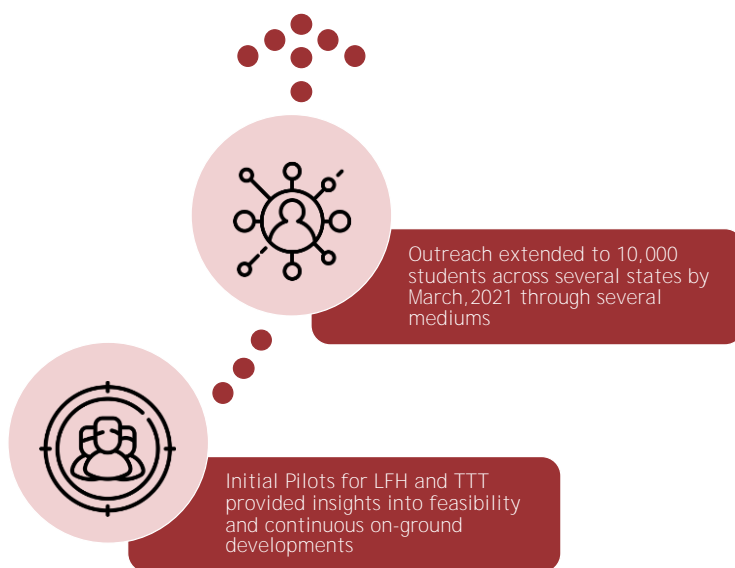 Outreach extended to 10,000
students across several states by
March,2021 through several
mediums
Initial Pilots for LFH and TTT
provided insights into feasibility
and continuous on-ground
developments